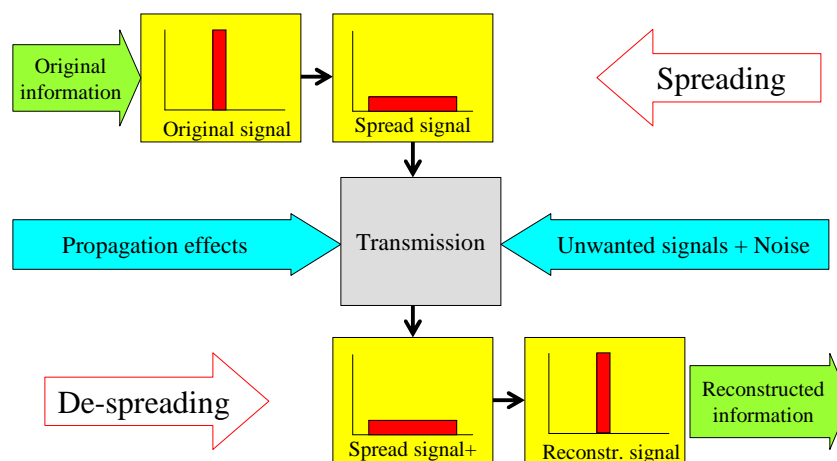 Original
information
Original signal
Spread signal
Spreading
Propagation effects
Transmission
Unwanted signals + Noise
De-spreading
Spread signal+
Reconstr. signal
Reconstructed
information